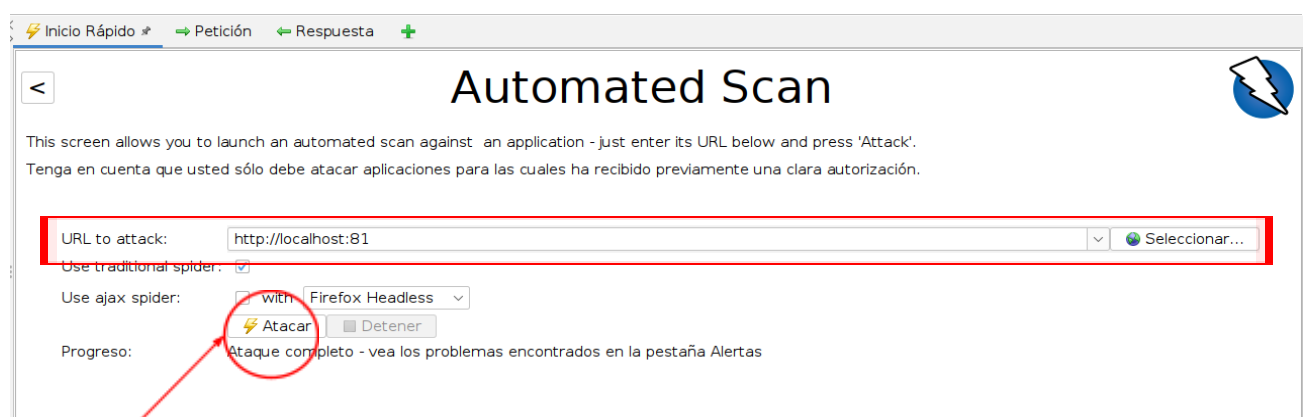 Inicio Rápido Petición Respuesta
<
Automated Scan
This screen allows you to launch an automated scan against an application - just enter its URL below and press 'Attack'.
Tenga en cuenta que usted sólo debe atacar aplicaciones para las cuales ha recibido previamente una clara autorización.
URL to attack: http://localhost:81 Seleccionar...
Use traditional spider:
Use ajax spider: with Firefox Headless
Atacar Detener
Progreso: Ataque completo - vea los problemas encontrados en la pestaña Alertas